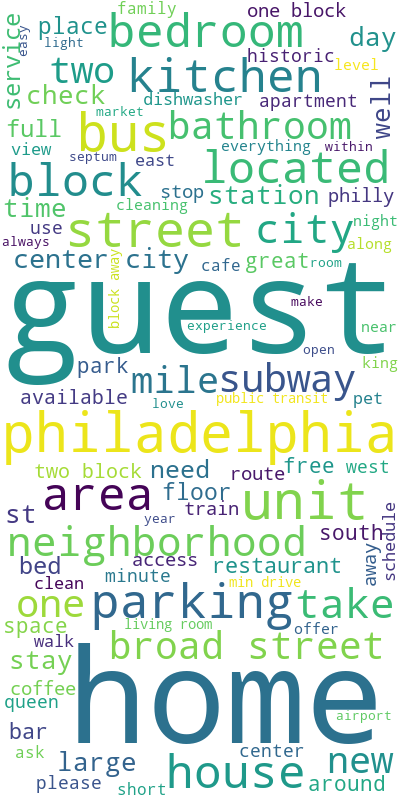 family
one block
place
bedroom
day
light
easy
service
historic
two
kitchen
level
check
dishwasher
apartment
well
market
full
bus
bathroom
view
everything
within
septum
east
located
block
stop
station
philly
time
cleaning
use
street
city
night
always
along
center city
cafe
great
room
block away
guest
make
experience
near
open
king
park
mile
subway
available
love
public transit
pet
philadelphia
two block
need
route
free
west
area
floor
unit
st
train
year
south
schedule
neighborhood
away
bed
access
restaurant
clean
minute
min drive
one
parking
take
space
living room
offer
walk
broad street
stay
home
coffee
queen
airport
bar
ask
center
large
house
new
please
short
around